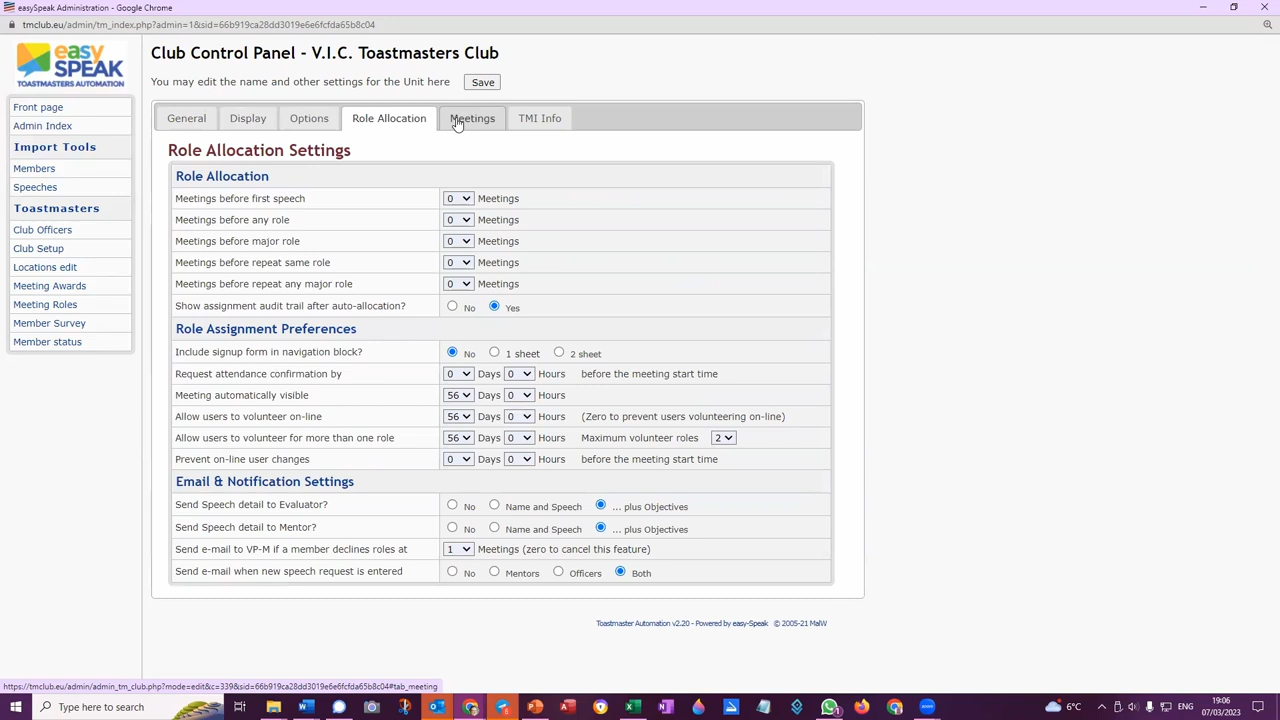 easySpeak Administration - Google Chrome
tmclub.eu/admin/tm_index.php?admin=1&sid=66b919ca28dd3019e6e6fcfda65c8c04
easy
SPEAK
TOASTMASTERS AUTOMATION
Front page
Admin Index
Import Tools
Members
Speeches
Toastmasters
Club Officers
Club Setup
Locations edit
Meeting Awards
Meeting Roles
Member Survey
Member status
Club Control Panel - V.I.C. Toastmasters Club
You may edit the name and other settings for the Unit here Save
General Display Options Role Allocation Meetings TMI Info
Role Allocation Settings
Role Allocation
Meetings before first speech 0 Meetings
Meetings before any role 0 Meetings
Meetings before major role 0 Meetings
Meetings before repeat same role 0 Meetings
Meetings before repeat any major role 0 Meetings
Show assignment audit trail after auto-allocation? No Yes
Role Assignment Preferences
Include signup form in navigation block? No 1 sheet 2 sheet
Request attendance confirmation by 0 Days 0 Hours before the meeting start time
Meeting automatically visible 56 Days 0 Hours
Allow users to volunteer on-line 56 Days 0 Hours (Zero to prevent users volunteering on-line)
Allow users to volunteer for more than one role 56 Days 0 Hours Maximum volunteer roles 2
Prevent on-line user changes 0 Days 0 Hours before the meeting start time
Email & Notification Settings
Send Speech detail to Evaluator? No Name and Speech ... plus Objectives
Send Speech detail to Mentor? No Name and Speech ... plus Objectives
Send e-mail to VP-M if a member declines roles at 1 Meetings (zero to cancel this feature)
Send e-mail when new speech request is entered No Mentors Officers Both
Toastmaster Automation v2.20 - Powered by easy-Speak © 2005-21 MalW
https://tmclub.eu/admin/admin_tm_club.php?mode=edit&c=339&sid=66b919ca28dd3019e6e6fcfda65c8c04#tab_meeting
Type here to search
6°C
19:06
07/03/2023